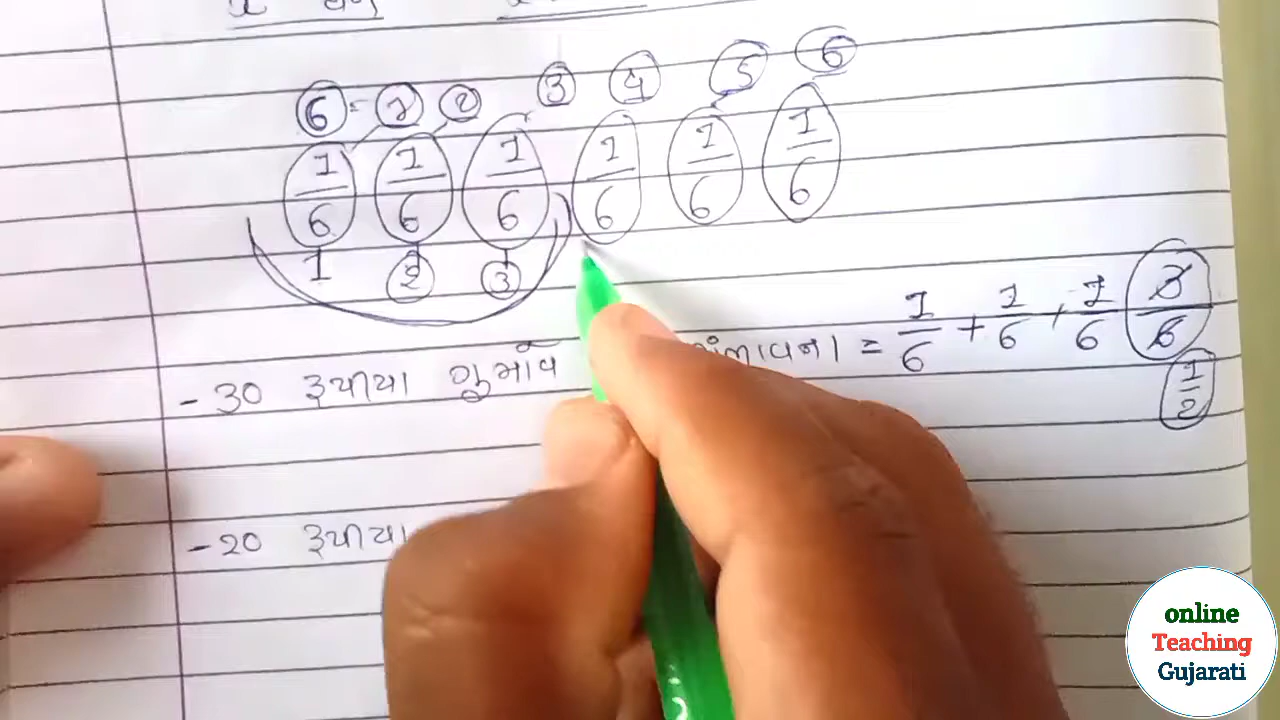 6 = 1 2 3 4 5 6
1/6 1/6 1/6 1/6 1/6 1/6
1 2 3
-30 રૂપીયા ગુમાવ = 1/6 + 1/6 + 1/6 3/6
1/2
-20 રૂપીયા
online
Teaching
Gujarati